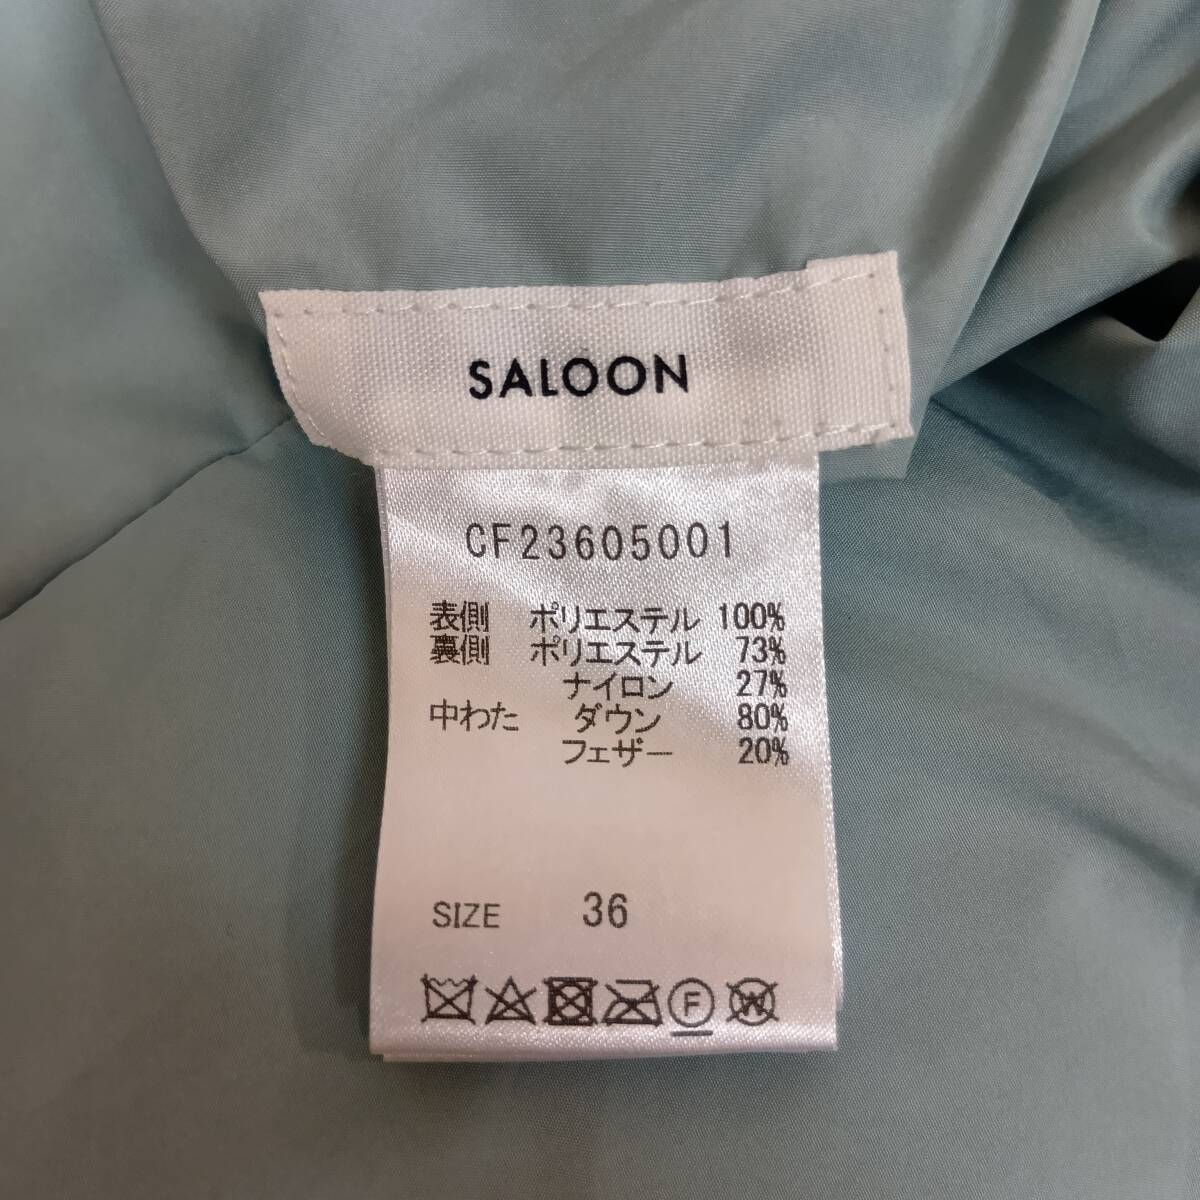 SALOON
CF23605001
表側 ポリエステル 100%
裏側 ポリエステル 73%
ナイロン 27%
中わた ダウン 80%
フェザー 20%
SIZE 36
F W